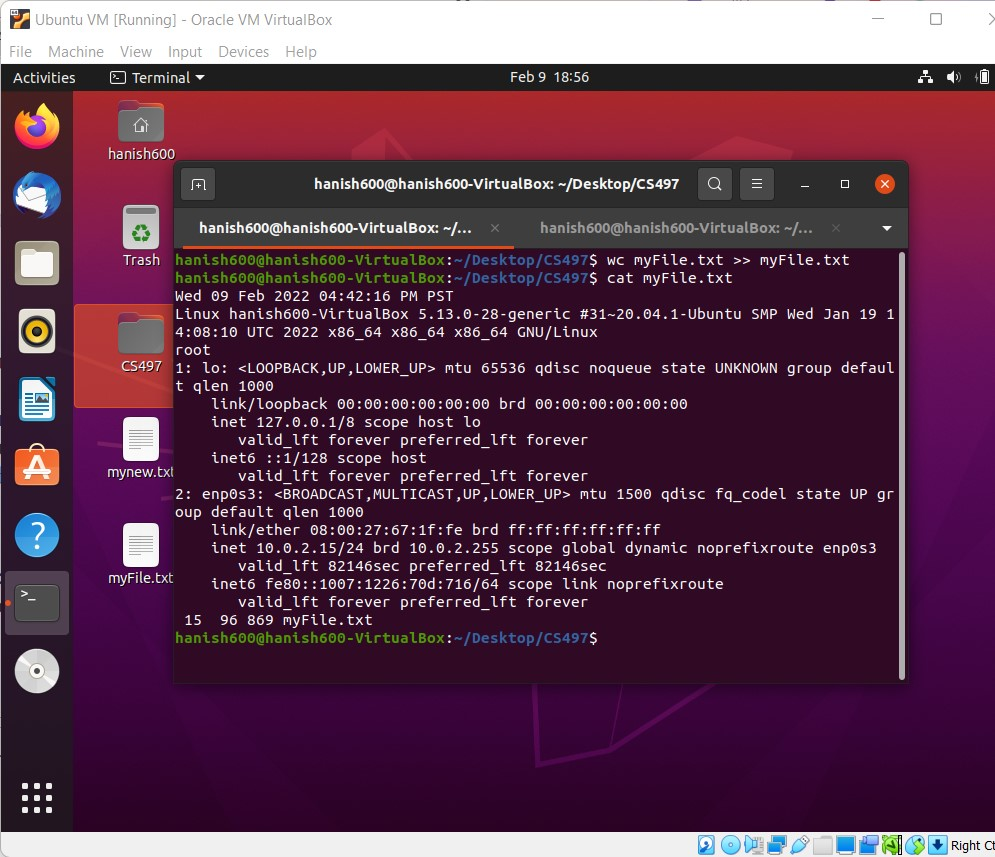 Ubuntu VM [Running] - Oracle VM VirtualBox
File Machine View Input Devices Help
Activities Terminal Feb 9 18:56
hanish600
Trash
CS497
mynew.txt
myFile.txt
hanish600@hanish600-VirtualBox: ~/Desktop/CS497
hanish600@hanish600-VirtualBox: ~/... hanish600@hanish600-VirtualBox: ~/...
hanish600@hanish600-VirtualBox:~/Desktop/CS497$ wc myFile.txt >> myFile.txt
hanish600@hanish600-VirtualBox:~/Desktop/CS497$ cat myFile.txt
Wed 09 Feb 2022 04:42:16 PM PST
Linux hanish600-VirtualBox 5.13.0-28-generic #31~20.04.1-Ubuntu SMP Wed Jan 19 1
4:08:10 UTC 2022 x86_64 x86_64 x86_64 GNU/Linux
root
1: lo: <LOOPBACK,UP,LOWER_UP> mtu 65536 qdisc noqueue state UNKNOWN group defaul
t qlen 1000
    link/loopback 00:00:00:00:00:00 brd 00:00:00:00:00:00
    inet 127.0.0.1/8 scope host lo
       valid_lft forever preferred_lft forever
    inet6 ::1/128 scope host
       valid_lft forever preferred_lft forever
2: enp0s3: <BROADCAST,MULTICAST,UP,LOWER_UP> mtu 1500 qdisc fq_codel state UP gr
oup default qlen 1000
    link/ether 08:00:27:67:1f:fe brd ff:ff:ff:ff:ff:ff
    inet 10.0.2.15/24 brd 10.0.2.255 scope global dynamic noprefixroute enp0s3
       valid_lft 82146sec preferred_lft 82146sec
    inet6 fe80::1007:1226:70d:716/64 scope link noprefixroute
       valid_lft forever preferred_lft forever
 15  96 869 myFile.txt
hanish600@hanish600-VirtualBox:~/Desktop/CS497$
Right Ct